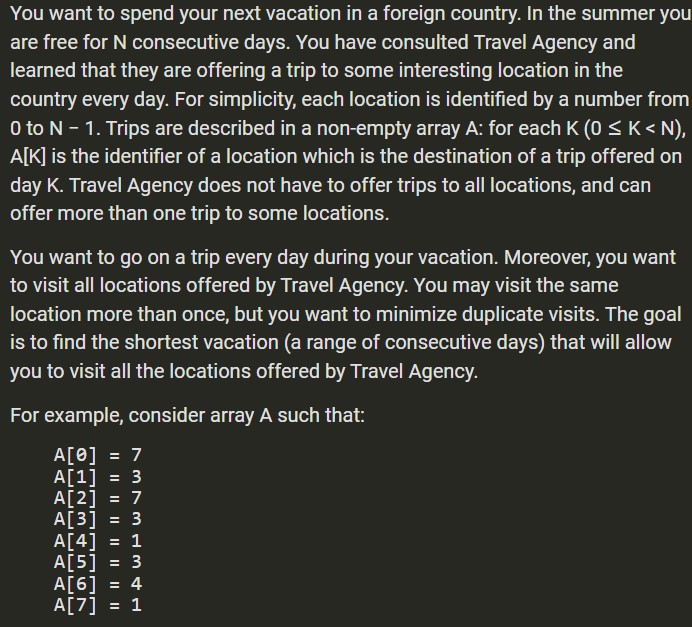 You want to spend your next vacation in a foreign country. In the summer you
are free for N consecutive days. You have consulted Travel Agency and
learned that they are offering a trip to some interesting location in the
country every day. For simplicity, each location is identified by a number from
0 to N − 1. Trips are described in a non-empty array A: for each K (0 ≤ K < N),
A[K] is the identifier of a location which is the destination of a trip offered on
day K. Travel Agency does not have to offer trips to all locations, and can
offer more than one trip to some locations.
You want to go on a trip every day during your vacation. Moreover, you want
to visit all locations offered by Travel Agency. You may visit the same
location more than once, but you want to minimize duplicate visits. The goal
is to find the shortest vacation (a range of consecutive days) that will allow
you to visit all the locations offered by Travel Agency.
For example, consider array A such that:
A[0] = 7
A[1] = 3
A[2] = 7
A[3] = 3
A[4] = 1
A[5] = 3
A[6] = 4
A[7] = 1